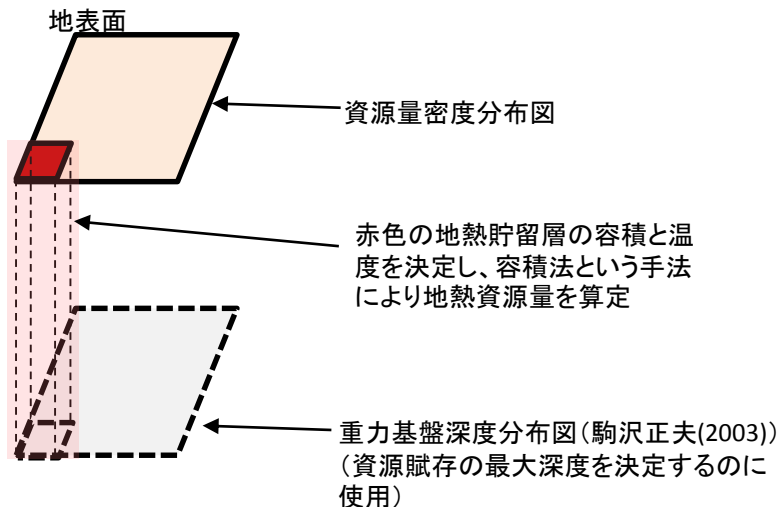 地表面
資源量密度分布図
赤色の地熱貯留層の容積と温
度を決定し、容積法という手法
により地熱資源量を算定
重力基盤深度分布図(駒沢正夫(2003))
(資源賦存の最大深度を決定するのに
使用)